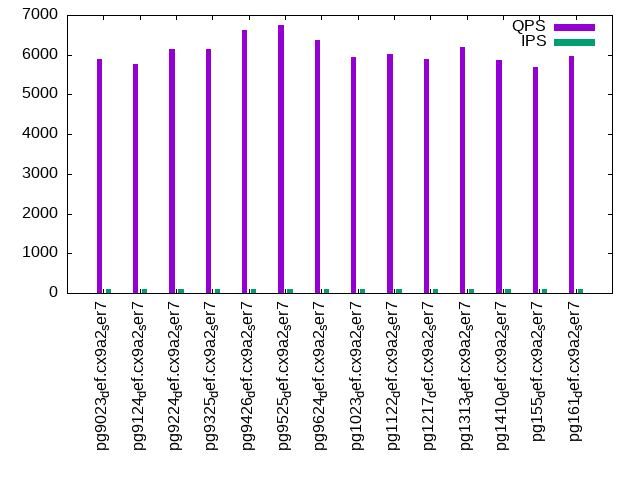 7000
6000
5000
4000
3000
2000
1000
0
QPS
IPS
pg9023def.cx9a2ser7
pg9124def.cx9a2ser7
pg9224def.cx9a2ser7
pg9325def.cx9a2ser7
pg9426def.cx9a2ser7
pg9525def.cx9a2ser7
pg9624def.cx9a2ser7
pg1023def.cx9a2ser7
pg1122def.cx9a2ser7
pg1217def.cx9a2ser7
pg1313def.cx9a2ser7
pg1410def.cx9a2ser7
pg155def.cx9a2ser7
pg161def.cx9a2ser7